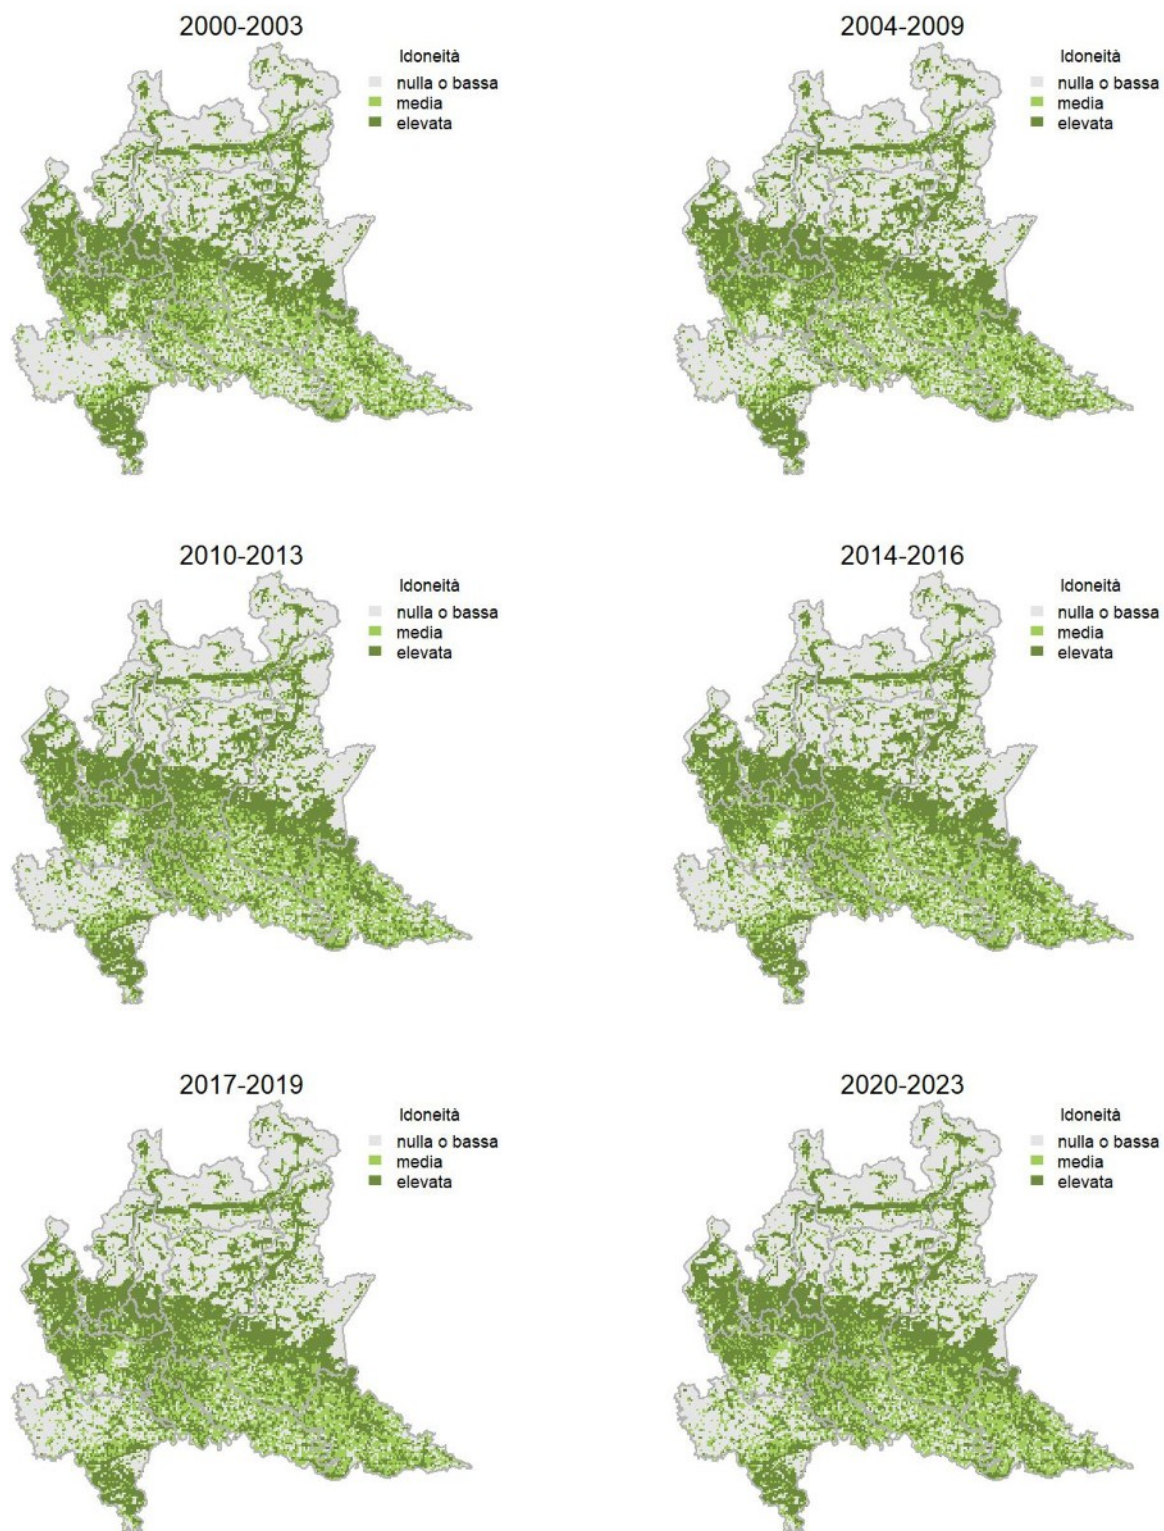 2000-2003
Idoneità
nulla o bassa
media
elevata
2004-2009
Idoneità
nulla o bassa
media
elevata
2010-2013
Idoneità
nulla o bassa
media
elevata
2014-2016
Idoneità
nulla o bassa
media
elevata
2017-2019
Idoneità
nulla o bassa
media
elevata
2020-2023
Idoneità
nulla o bassa
media
elevata